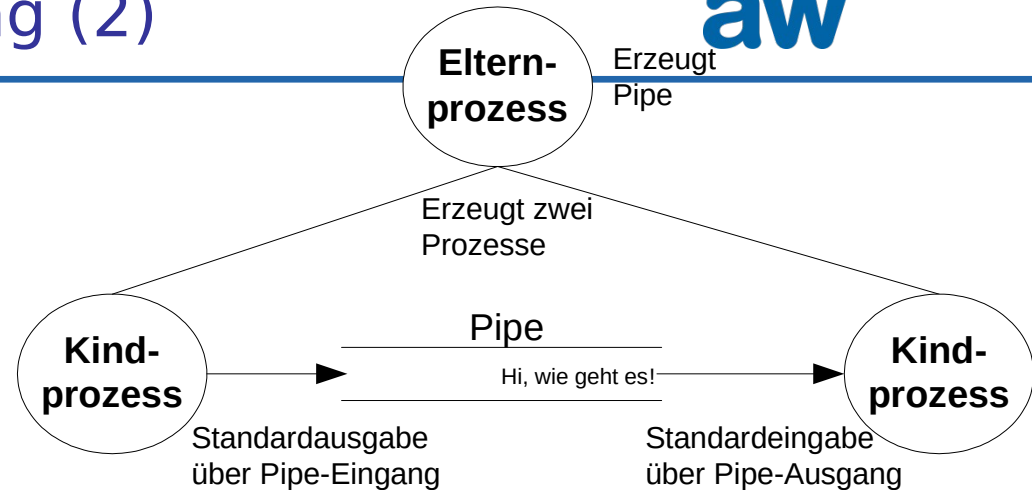 ng (2)
aw
Eltern-
prozess
Erzeugt
Pipe
Erzeugt zwei
Prozesse
Pipe
Kind-
prozess
Hi, wie geht es!
Kind-
prozess
Standardausgabe
über Pipe-Eingang
Standardeingabe
über Pipe-Ausgang